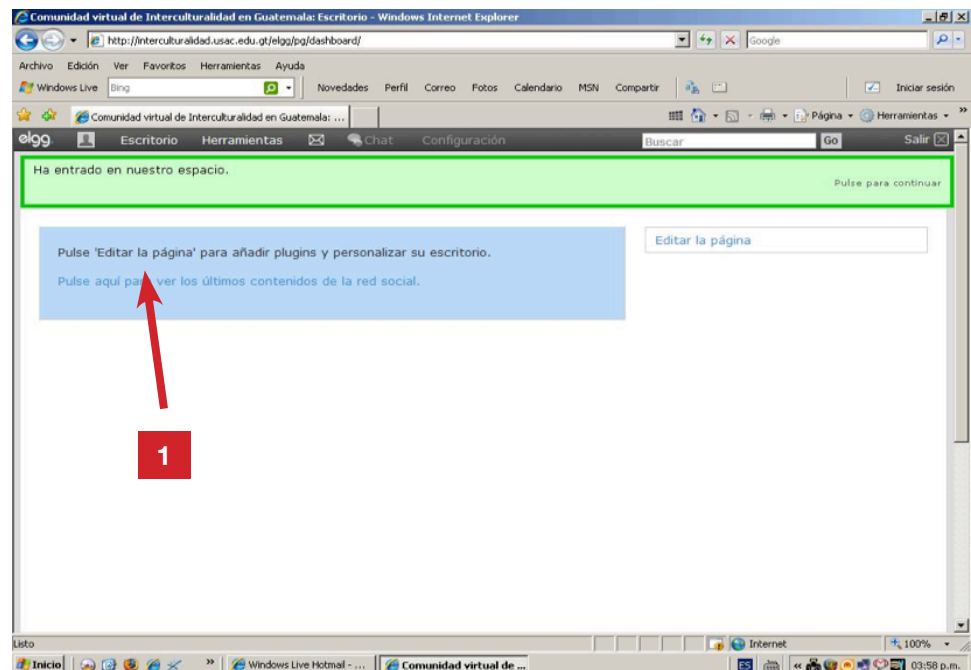 Comunidad virtual de Interculturalidad en Guatemala: Escritorio - Windows Internet Explorer
http://interculturalidad.usac.edu.gt/elgg/pg/dashboard/
Google
Archivo Edición Ver Favoritos Herramientas Ayuda
Windows Live Bing Novedades Perfil Correo Fotos Calendario MSN Compartir Iniciar sesión
Comunidad virtual de Interculturalidad en Guatemala: ... Página Herramientas »
elgg Escritorio Herramientas Chat Configuración Buscar Go Salir
Ha entrado en nuestro espacio.
Pulse para continuar
Pulse 'Editar la página' para añadir plugins y personalizar su escritorio.
Editar la página
Pulse aquí para ver los últimos contenidos de la red social.
1
Listo Internet 100%
Inicio » Windows Live Hotmail - ... Comunidad virtual de ... ES « 03:58 p.m.